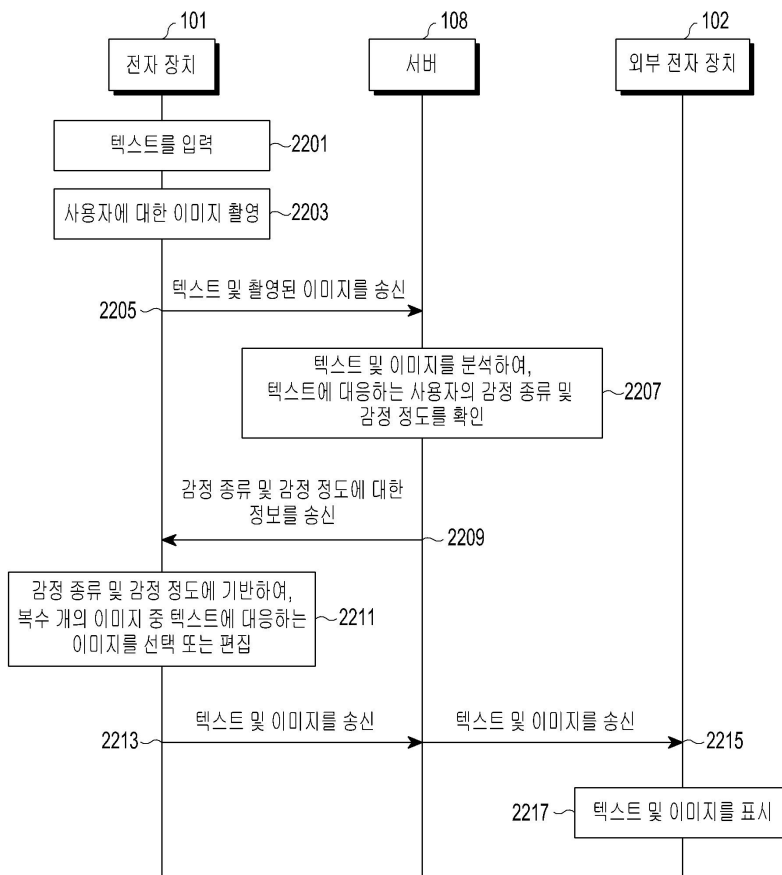 101
108
102
전자 장치
서버
외부 전자 장치
텍스트를 입력
2201
사용자에 대한 이미지 촬영
2203
텍스트 및 촬영된 이미지를 송신
2205
텍스트 및 이미지를 분석하여,
텍스트에 대응하는 사용자의 감정 종류 및
감정 정도를 확인
2207
감정 종류 및 감정 정도에 대한
정보를 송신
2209
감정 종류 및 감정 정도에 기반하여,
복수 개의 이미지 중 텍스트에 대응하는
이미지를 선택 또는 편집
2211
텍스트 및 이미지를 송신
텍스트 및 이미지를 송신
2213
2215
2217
텍스트 및 이미지를 표시